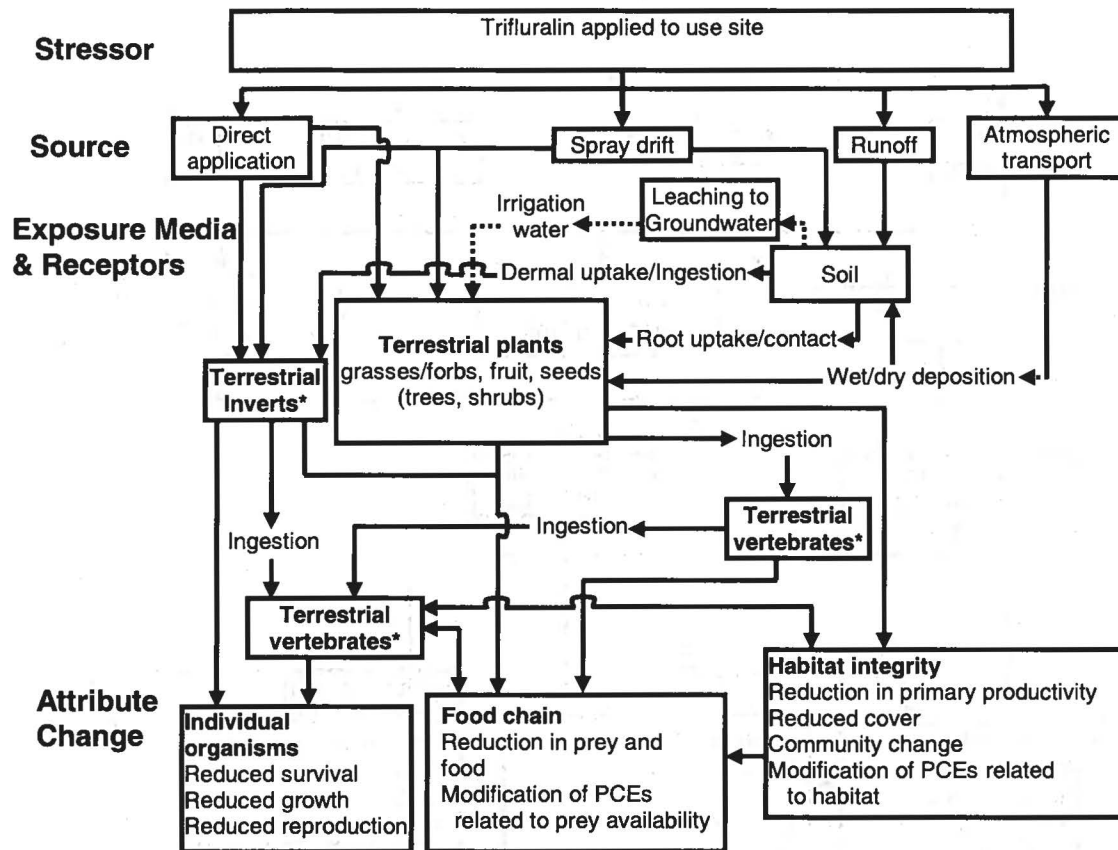 Stressor
Trifluralin applied to use site
Source
Direct
application
Spray drift
Runoff
Atmospheric
transport
Exposure Media
& Receptors
Irrigation
water
Leaching to
Groundwater
Dermal uptake/Ingestion
Soil
Terrestrial plants
grasses/forbs, fruit, seeds
(trees, shrubs)
Root uptake/contact
Wet/dry deposition
Terrestrial
Inverts*
Ingestion
Ingestion
Ingestion
Terrestrial
vertebrates*
Terrestrial
vertebrates*
Attribute
Change
Individual
organisms
Reduced survival
Reduced growth
Reduced reproduction
Food chain
Reduction in prey and
food
Modification of PCEs
related to prey availability
Habitat integrity
Reduction in primary productivity
Reduced cover
Community change
Modification of PCEs related
to habitat